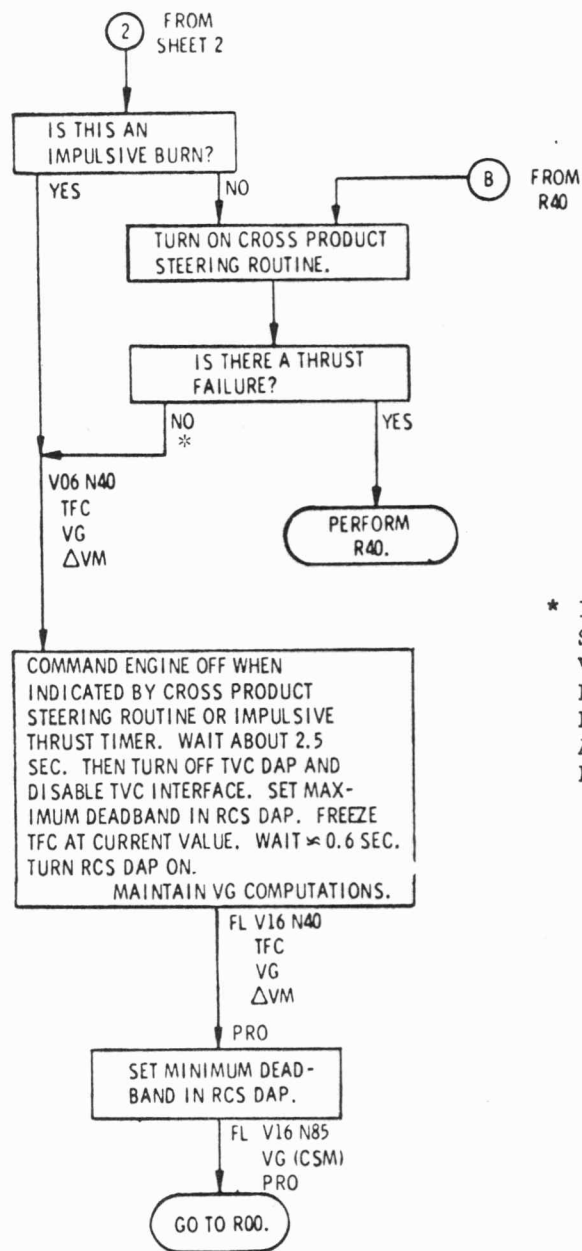 2
FROM
SHEET 2
IS THIS AN
IMPULSIVE BURN?
YES
NO
B
FROM
R40
TURN ON CROSS PRODUCT
STEERING ROUTINE.
IS THERE A THRUST
FAILURE?
NO
*
YES
V06 N40
TFC
VG
△VM
PERFORM
R40.
*
COMMAND ENGINE OFF WHEN
INDICATED BY CROSS PRODUCT
STEERING ROUTINE OR IMPULSIVE
THRUST TIMER. WAIT ABOUT 2.5
SEC. THEN TURN OFF TVC DAP AND
DISABLE TVC INTERFACE. SET MAX-
IMUM DEADBAND IN RCS DAP. FREEZE
TFC AT CURRENT VALUE. WAIT ≈ 0.6 SEC.
TURN RCS DAP ON.
MAINTAIN VG COMPUTATIONS.
FL V16 N40
TFC
VG
△VM
PRO
SET MINIMUM DEAD-
BAND IN RCS DAP.
FL V16 N85
VG (CSM)
PRO
GO TO R00.